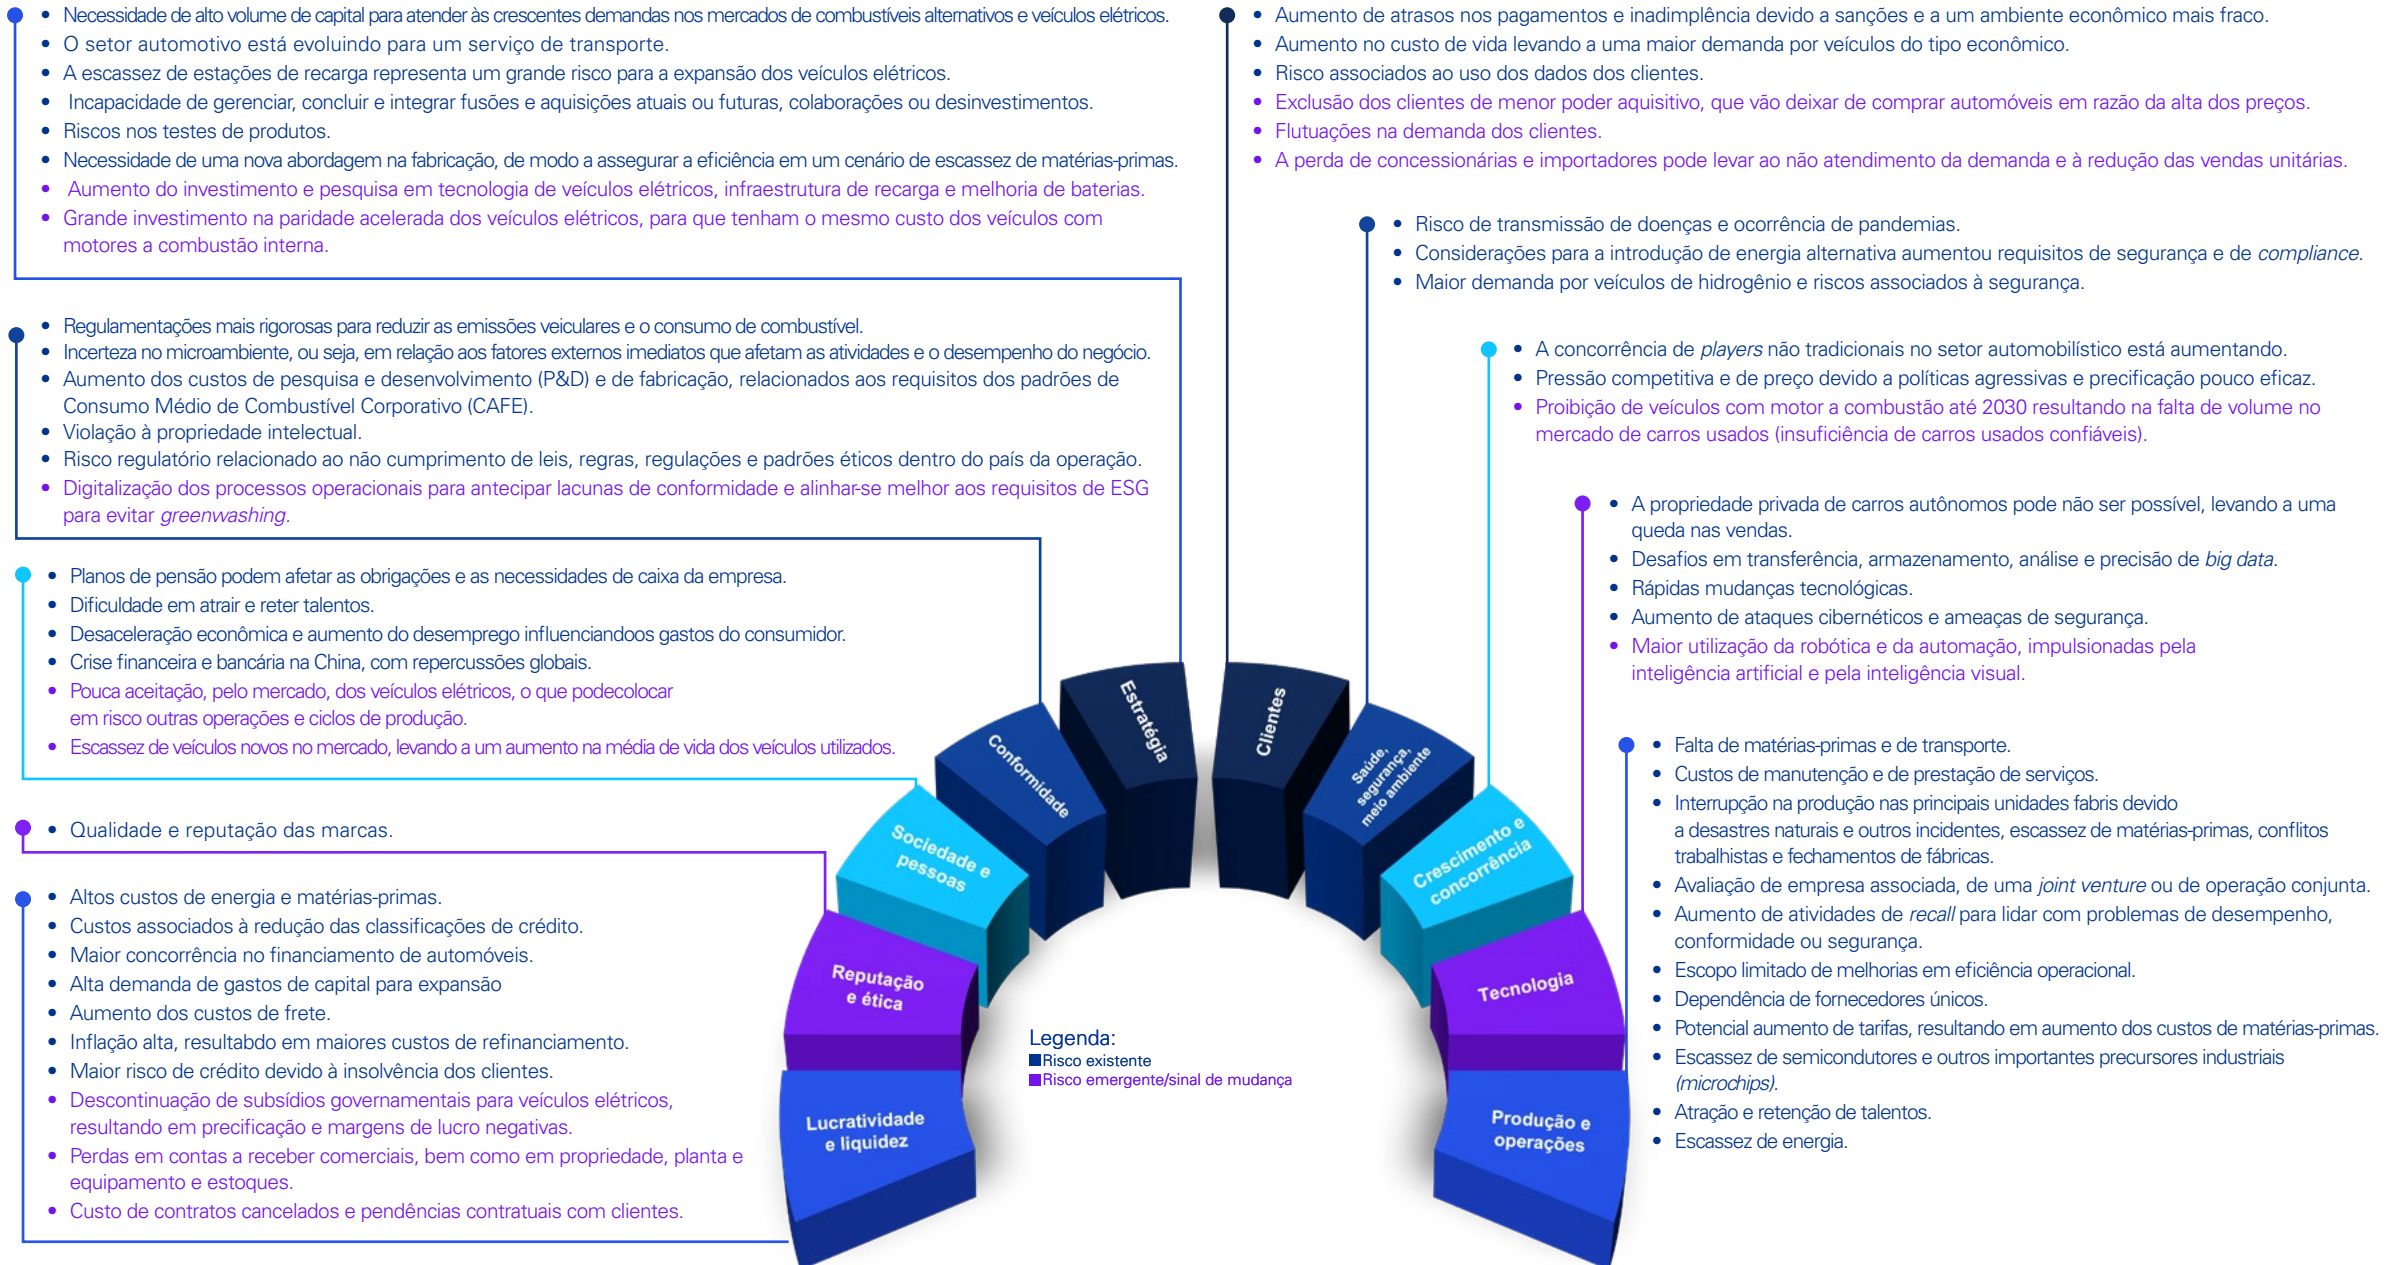 • Necessidade de alto volume de capital para atender às crescentes demandas nos mercados de combustíveis alternativos e veículos elétricos.
• O setor automotivo está evoluindo para um serviço de transporte.
• A escassez de estações de recarga representa um grande risco para a expansão dos veículos elétricos.
• Incapacidade de gerenciar, concluir e integrar fusões e aquisições atuais ou futuras, colaborações ou desinvestimentos.
• Riscos nos testes de produtos.
• Necessidade de uma nova abordagem na fabricação, de modo a assegurar a eficiência em um cenário de escassez de matérias-primas.
• Aumento do investimento e pesquisa em tecnologia de veículos elétricos, infraestrutura de recarga e melhoria de baterias.
• Grande investimento na paridade acelerada dos veículos elétricos, para que tenham o mesmo custo dos veículos com
motores a combustão interna.
• Regulamentações mais rigorosas para reduzir as emissões veiculares e o consumo de combustível.
• Incerteza no microambiente, ou seja, em relação aos fatores externos imediatos que afetam as atividades e o desempenho do negócio.
• Aumento dos custos de pesquisa e desenvolvimento (P&D) e de fabricação, relacionados aos requisitos dos padrões de
Consumo Médio de Combustível Corporativo (CAFE).
• Violação à propriedade intelectual.
• Risco regulatório relacionado ao não cumprimento de leis, regras, regulações e padrões éticos dentro do país da operação.
• Digitalização dos processos operacionais para antecipar lacunas de conformidade e alinhar-se melhor aos requisitos de ESG
para evitar greenwashing.
• Planos de pensão podem afetar as obrigações e as necessidades de caixa da empresa.
• Dificuldade em atrair e reter talentos.
• Desaceleração econômica e aumento do desemprego influenciandoos gastos do consumidor.
• Crise financeira e bancária na China, com repercussões globais.
• Pouca aceitação, pelo mercado, dos veículos elétricos, o que podecolocar
em risco outras operações e ciclos de produção.
• Escassez de veículos novos no mercado, levando a um aumento na média de vida dos veículos utilizados.
• Qualidade e reputação das marcas.
• Altos custos de energia e matérias-primas.
• Custos associados à redução das classificações de crédito.
• Maior concorrência no financiamento de automóveis.
• Alta demanda de gastos de capital para expansão
• Aumento dos custos de frete.
• Inflação alta, resultabdo em maiores custos de refinanciamento.
• Maior risco de crédito devido à insolvência dos clientes.
• Descontinuação de subsídios governamentais para veículos elétricos,
resultando em precificação e margens de lucro negativas.
• Perdas em contas a receber comerciais, bem como em propriedade, planta e
equipamento e estoques.
• Custo de contratos cancelados e pendências contratuais com clientes.
• Aumento de atrasos nos pagamentos e inadimplência devido a sanções e a um ambiente econômico mais fraco.
• Aumento no custo de vida levando a uma maior demanda por veículos do tipo econômico.
• Risco associados ao uso dos dados dos clientes.
• Exclusão dos clientes de menor poder aquisitivo, que vão deixar de comprar automóveis em razão da alta dos preços.
• Flutuações na demanda dos clientes.
• A perda de concessionárias e importadores pode levar ao não atendimento da demanda e à redução das vendas unitárias.
• Risco de transmissão de doenças e ocorrência de pandemias.
• Considerações para a introdução de energia alternativa aumentou requisitos de segurança e de compliance.
• Maior demanda por veículos de hidrogênio e riscos associados à segurança.
• A concorrência de players não tradicionais no setor automobilístico está aumentando.
• Pressão competitiva e de preço devido a políticas agressivas e precificação pouco eficaz.
• Proibição de veículos com motor a combustão até 2030 resultando na falta de volume no
mercado de carros usados (insuficiência de carros usados confiáveis).
• A propriedade privada de carros autônomos pode não ser possível, levando a uma
queda nas vendas.
• Desafios em transferência, armazenamento, análise e precisão de big data.
• Rápidas mudanças tecnológicas.
• Aumento de ataques cibernéticos e ameaças de segurança.
• Maior utilização da robótica e da automação, impulsionadas pela
inteligência artificial e pela inteligência visual.
• Falta de matérias-primas e de transporte.
• Custos de manutenção e de prestação de serviços.
• Interrupção na produção nas principais unidades fabris devido
a desastres naturais e outros incidentes, escassez de matérias-primas, conflitos
trabalhistas e fechamentos de fábricas.
• Avaliação de empresa associada, de uma joint venture ou de operação conjunta.
• Aumento de atividades de recall para lidar com problemas de desempenho,
conformidade ou segurança.
• Escopo limitado de melhorias em eficiência operacional.
• Dependência de fornecedores únicos.
• Potencial aumento de tarifas, resultando em aumento dos custos de matérias-primas.
• Escassez de semicondutores e outros importantes precursores industriais
(microchips).
• Atração e retenção de talentos.
• Escassez de energia.
Lucratividade
e liquidez
Reputação
e ética
Sociedade e
pessoas
Conformidade
Estratégia
Clientes
Saúde,
segurança,
meio ambiente
Crescimento e
concorrência
Tecnologia
Produção e
operações
Legenda:
Risco existente
Risco emergente/sinal de mudança